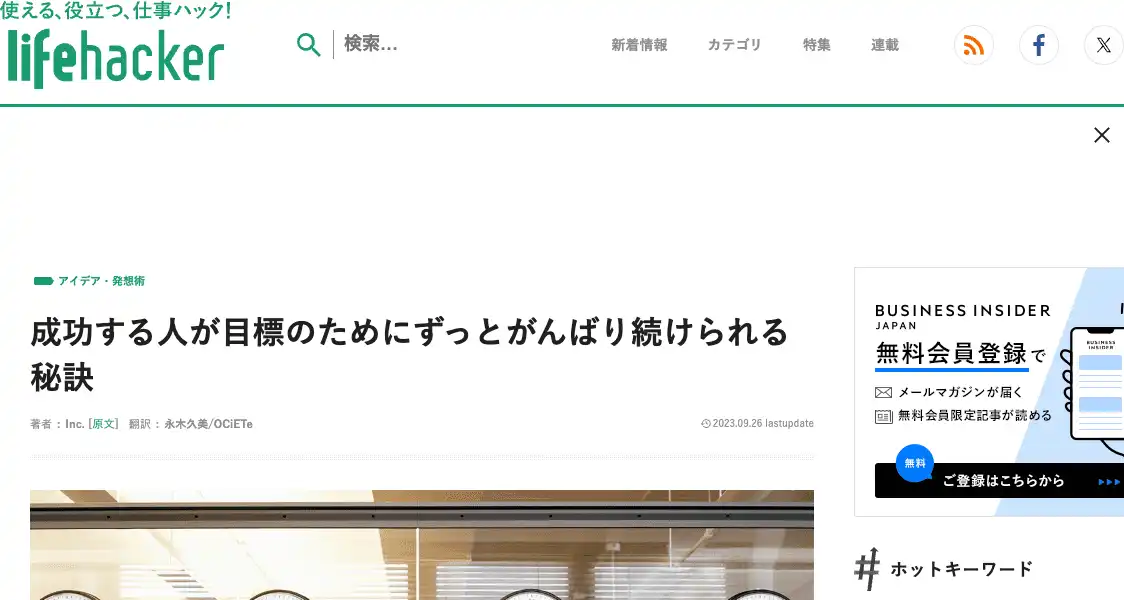 使える、役立つ、仕事ハック!
lifehacker
検索...
新着情報
カテゴリ
特集
連載
アイデア・発想術
成功する人が目標のためにずっとがんばり続けられる
秘訣
著者 : Inc. [原文] 翻訳 : 永木久美/OCiETe
2023.09.26 lastupdate
BUSINESS INSIDER
JAPAN
無料会員登録で
メールマガジンが届く
無料会員限定記事が読める
無料
ご登録はこちらから
BUSINESS
INSIDER
#ホットキーワード